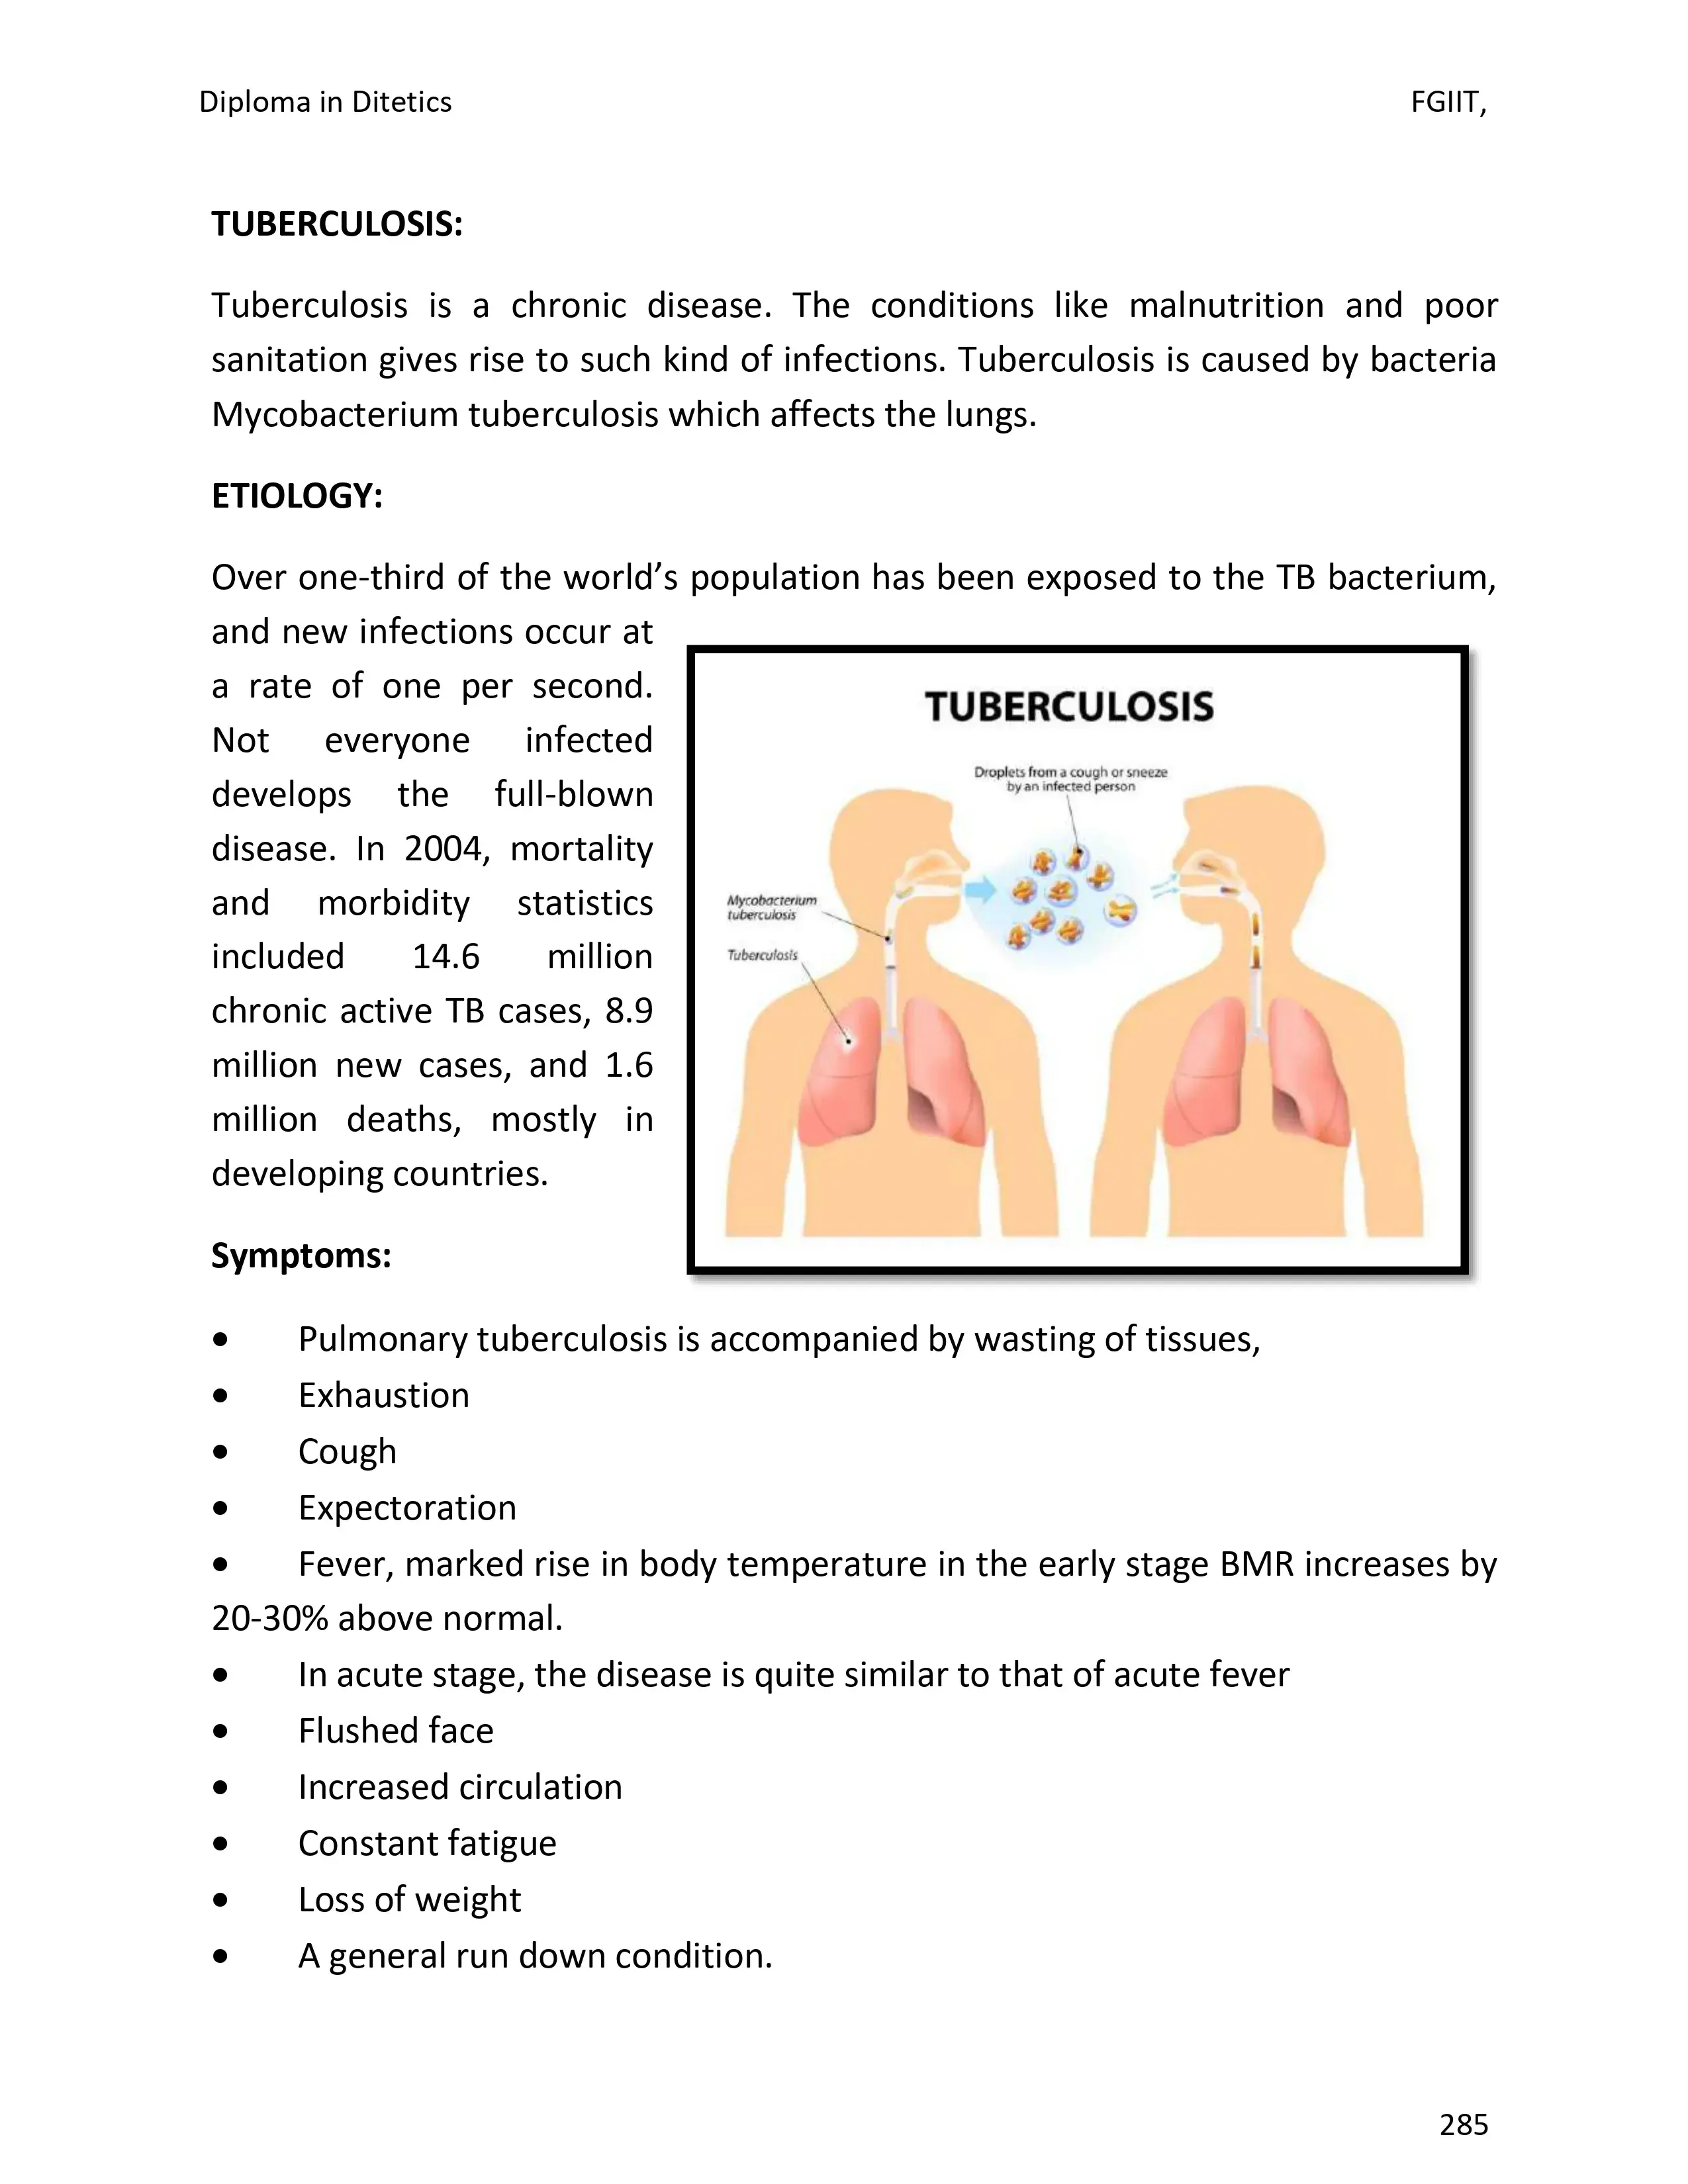 Diploma in Ditetics FGIIT,
TUBERCULOSIS:
Tuberculosis is a chronic disease. The conditions like malnutrition and poor
sanitation gives rise to such kind of infections. Tuberculosis is caused by bacteria
Mycobacterium tuberculosis which affects the lungs.
ETIOLOGY:
Over one-third of the world’s population has been exposed to the TB bacterium,
and new infections occur at
a rate of one per second.
Not everyone infected
develops the full-blown
disease. In 2004, mortality
and morbidity statistics
included 14.6 million
chronic active TB cases, 8.9
million new cases, and 1.6
million deaths, mostly in
developing countries.
TUBERCULOSIS
Droplets from a cough or sneeze
by an infected person
Mycobacterium
tuberculosis
Tuberculosis
Symptoms:
• Pulmonary tuberculosis is accompanied by wasting of tissues,
• Exhaustion
• Cough
• Expectoration
• Fever, marked rise in body temperature in the early stage BMR increases by
20-30% above normal.
• In acute stage, the disease is quite similar to that of acute fever
• Flushed face
• Increased circulation
• Constant fatigue
• Loss of weight
• A general run down condition.
285